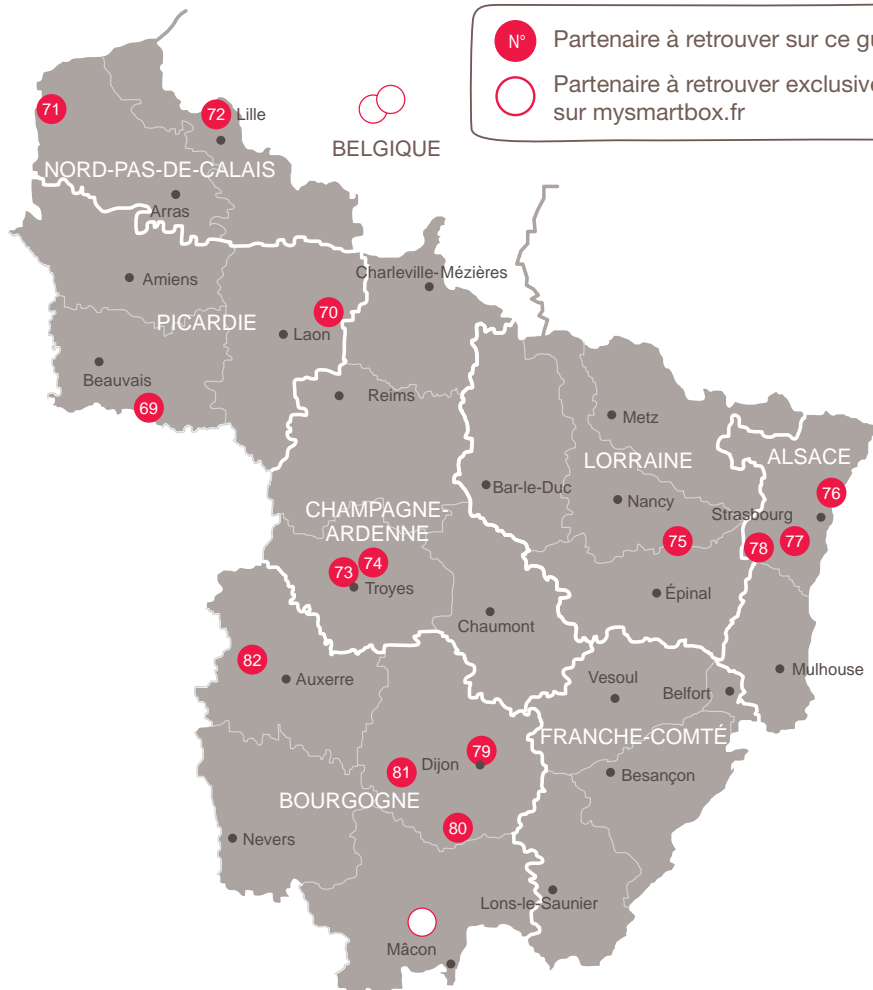 N° Partenaire à retrouver sur ce gu
Partenaire à retrouver exclusive
sur mysmartbox.fr
71
72
Lille
BELGIQUE
NORD-PAS-DE-CALAIS
Arras
Amiens
Charleville-Mézières
70
PICARDIE
Laon
Beauvais
69
Reims
Metz
ALSACE
LORRAINE
76
Bar-le-Duc
Nancy
CHAMPAGNE-
ARDENNE
Strasbourg
75
78
77
73
74
Troyes
Épinal
Chaumont
82
Auxerre
Mulhouse
Vesoul
Belfort
FRANCHE-COMTÉ
79
Dijon
81
Besançon
BOURGOGNE
80
Nevers
Lons-le-Saunier
Mâcon